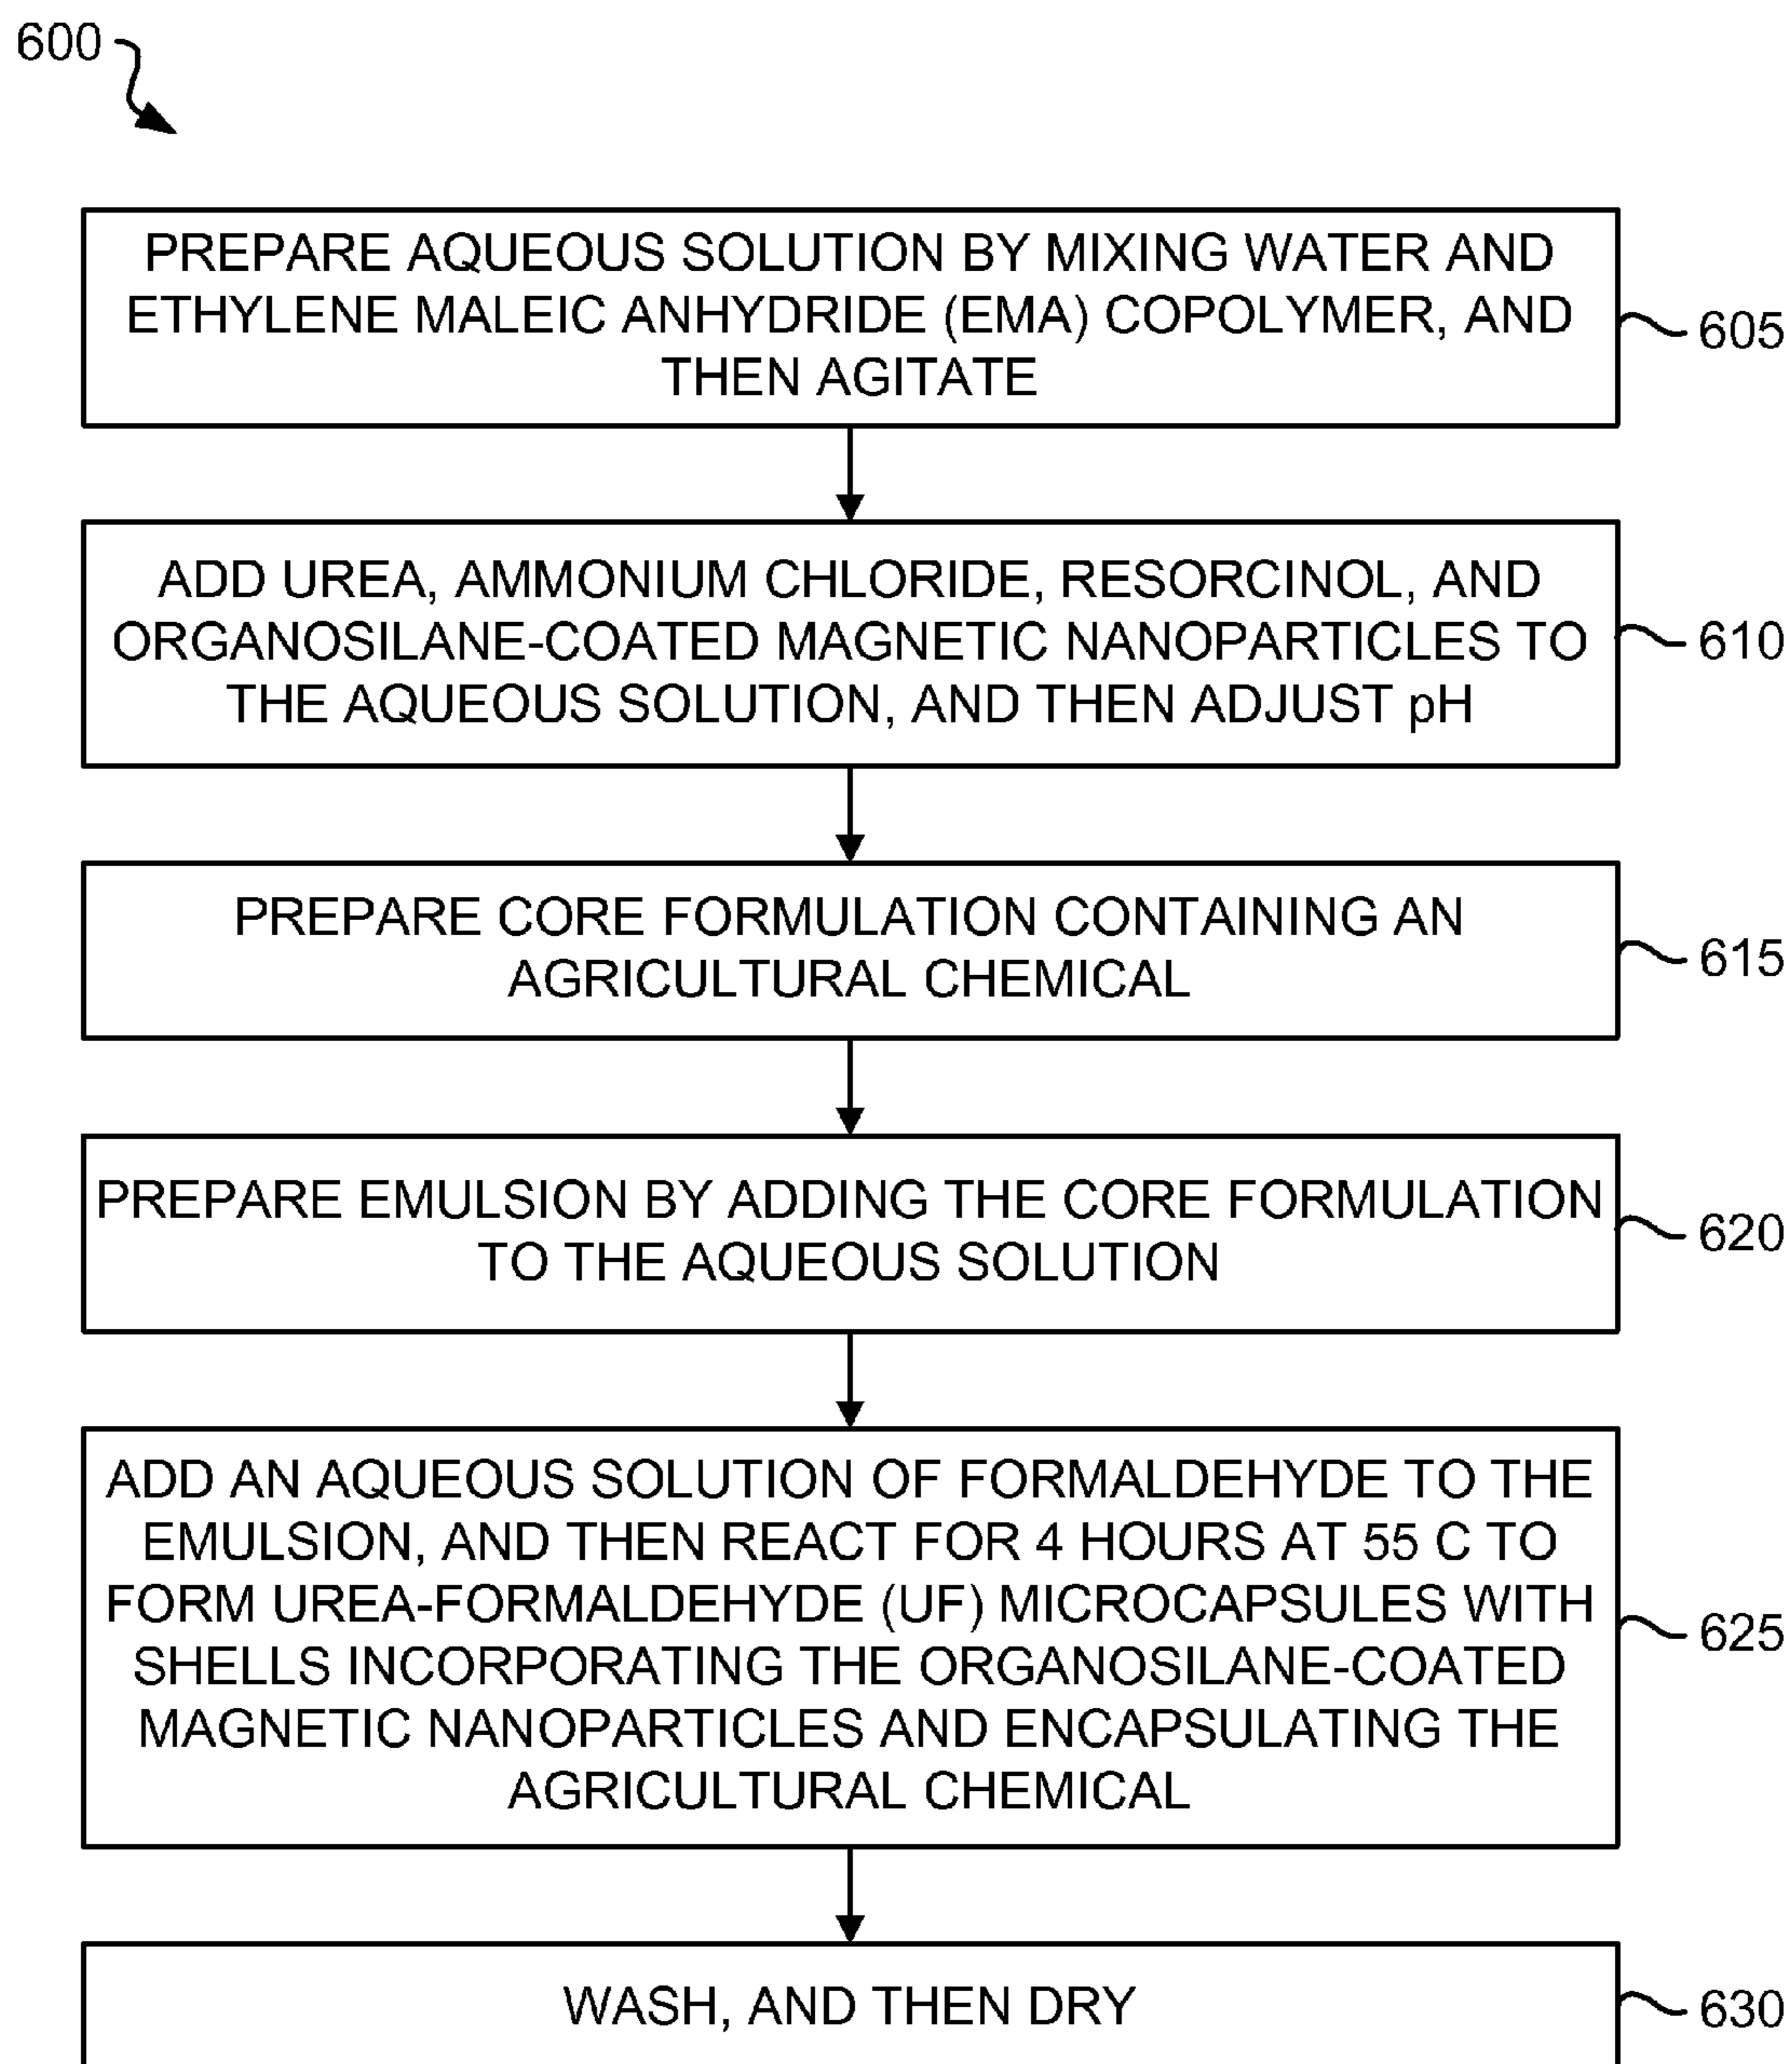 600
PREPARE AQUEOUS SOLUTION BY MIXING WATER AND
ETHYLENE MALEIC ANHYDRIDE (EMA) COPOLYMER, AND
THEN AGITATE
605
ADD UREA, AMMONIUM CHLORIDE, RESORCINOL, AND
ORGANOSILANE-COATED MAGNETIC NANOPARTICLES TO
THE AQUEOUS SOLUTION, AND THEN ADJUST pH
610
PREPARE CORE FORMULATION CONTAINING AN
AGRICULTURAL CHEMICAL
615
PREPARE EMULSION BY ADDING THE CORE FORMULATION
TO THE AQUEOUS SOLUTION
620
ADD AN AQUEOUS SOLUTION OF FORMALDEHYDE TO THE
EMULSION, AND THEN REACT FOR 4 HOURS AT 55 C TO
FORM UREA-FORMALDEHYDE (UF) MICROCAPSULES WITH
SHELLS INCORPORATING THE ORGANOSILANE-COATED
MAGNETIC NANOPARTICLES AND ENCAPSULATING THE
AGRICULTURAL CHEMICAL
625
WASH, AND THEN DRY
630